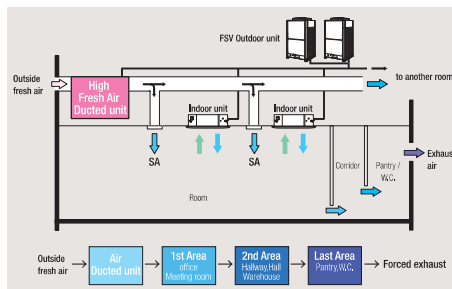 FSV Outdoor unit
Outside
fresh air
High
Fresh Air
Ducted unit
to another room
Indoor unit
Indoor unit
SA
SA
Corridor
Pantry /
W.C.
Exhaust
air
Room
Outside
fresh air
Air
Ducted unit
1st Area
office
Meeting room
2nd Area
Hallway,Hall
Warehouse
Last Area
Pantry,W.C.
Forced exhaust